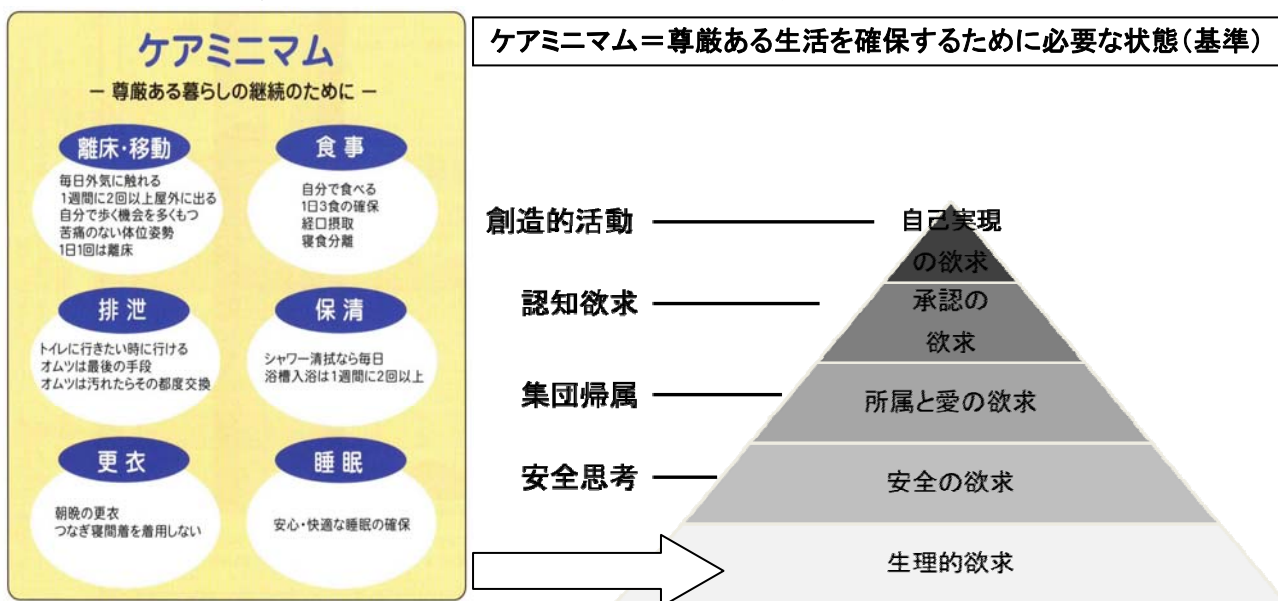 ケアミニマム
－ 尊厳ある暮らしの継続のために －
離床・移動
毎日外気に触れる
1週間に2回以上屋外に出る
自分で歩く機会を多くもつ
苦痛のない体位姿勢
1日1回は離床
食事
自分で食べる
1日3食の確保
経口摂取
寝食分離
排泄
トイレに行きたい時に行ける
オムツは最後の手段
オムツは汚れたらその都度交換
保清
シャワー清拭なら毎日
浴槽入浴は1週間に2回以上
更衣
朝晩の更衣
つなぎ寝間着を着用しない
睡眠
安心・快適な睡眠の確保
ケアミニマム＝尊厳ある生活を確保するために必要な状態（基準）
創造的活動
自己実現
の欲求
認知欲求
承認の
欲求
集団帰属
所属と愛の欲求
安全思考
安全の欲求
生理的欲求